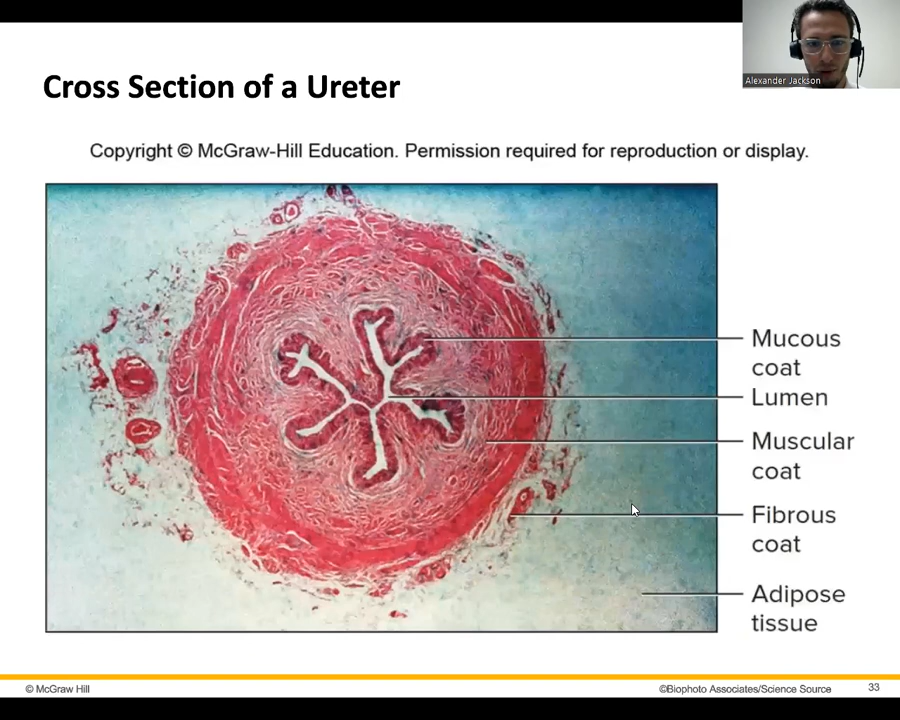 Alexander Jackson
Cross Section of a Ureter
Copyright © McGraw-Hill Education. Permission required for reproduction or display.
Mucous
coat
Lumen
Muscular
coat
Fibrous
coat
Adipose
tissue
© McGraw Hill
©Biophoto Associates/Science Source
33